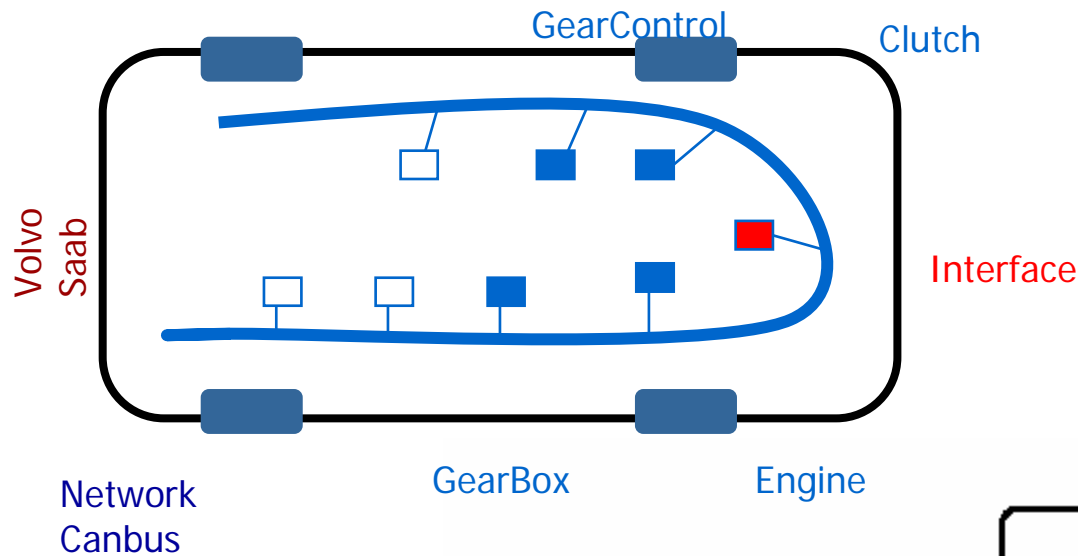 GearControl
Clutch
Volvo
Saab
Interface
GearBox
Engine
Network
Canbus